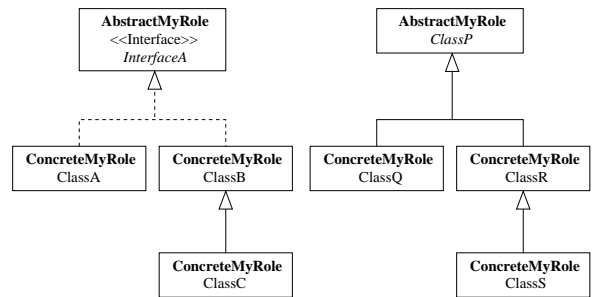 AbstractMyRole
<<Interface>>
InterfaceA
AbstractMyRole
ClassP
ConcreteMyRole
ClassA
ConcreteMyRole
ClassB
ConcreteMyRole
ClassQ
ConcreteMyRole
ClassR
ConcreteMyRole
ClassC
ConcreteMyRole
ClassS